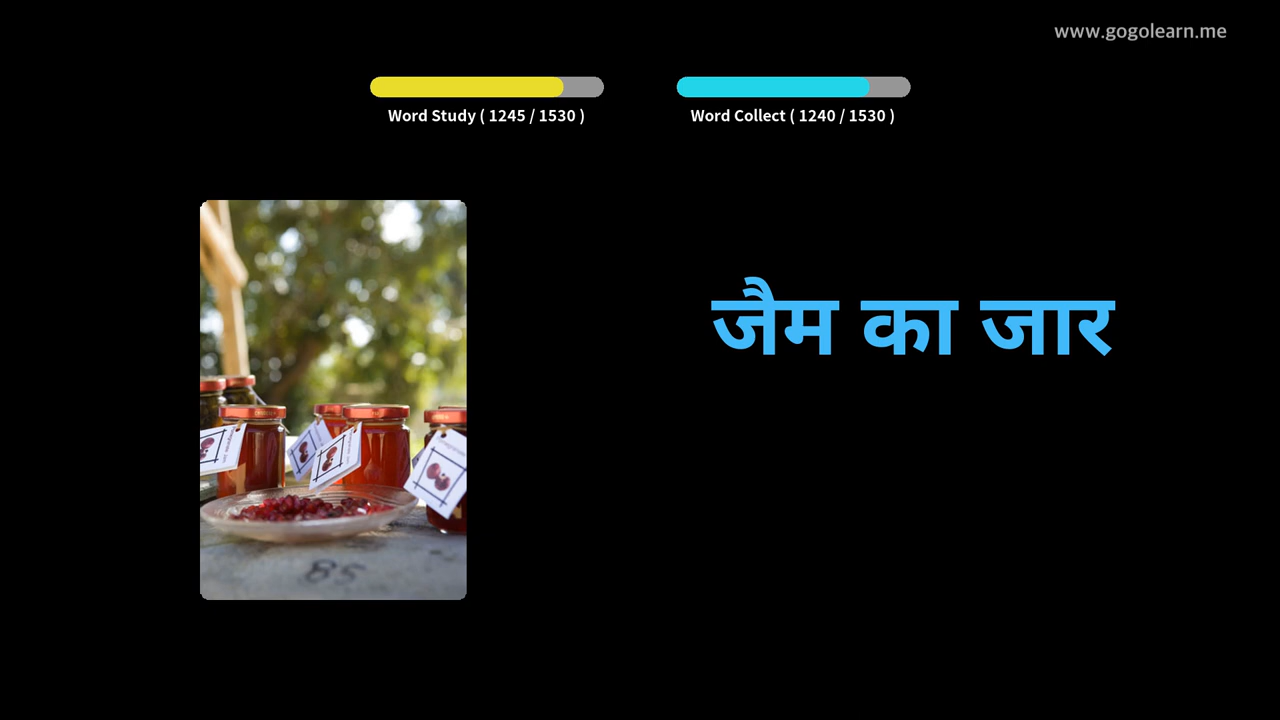 www.gogolearn.me
Word Study ( 1245 / 1530 )
Word Collect ( 1240 / 1530 )
जैम का जार
85